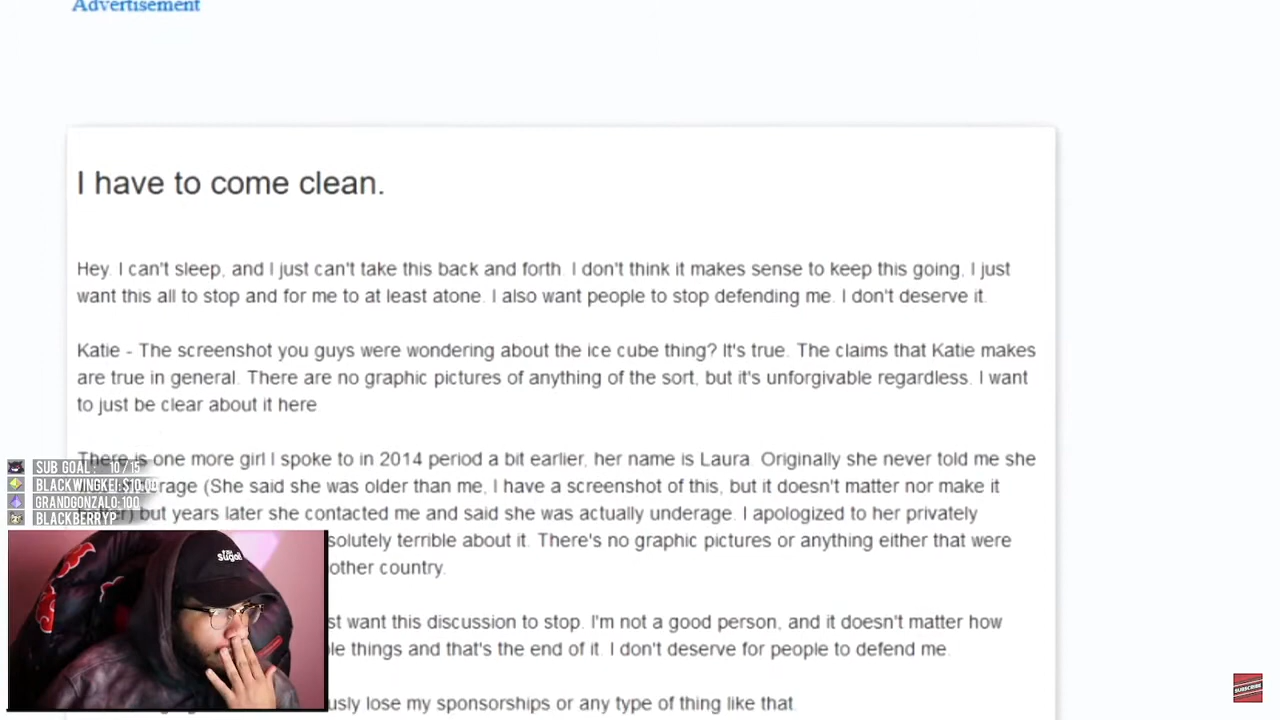 Advertisement
I have to come clean.
Hey. I can't sleep, and I just can't take this back and forth. I don't think it makes sense to keep this going, I just
want this all to stop and for me to at least atone. I also want people to stop defending me. I don't deserve it.
Katie - The screenshot you guys were wondering about the ice cube thing? It's true. The claims that Katie makes
are true in general. There are no graphic pictures of anything of the sort, but it's unforgivable regardless. I want
to just be clear about it here
There is one more girl I spoke to in 2014 period a bit earlier, her name is Laura. Originally she never told me she
rage (She said she was older than me, I have a screenshot of this, but it doesn't matter nor make it
but years later she contacted me and said she was actually underage. I apologized to her privately
solutely terrible about it. There's no graphic pictures or anything either that were
other country.
st want this discussion to stop. I'm not a good person, and it doesn't matter how
le things and that's the end of it. I don't deserve for people to defend me.
usly lose my sponsorships or any type of thing like that.
SUB GOAL: 10/15
BLACKWINGKEI: $10.00
GRANDGONZALO: 100
BLACKBERRYP
sugoi!
SUBSCRIBE